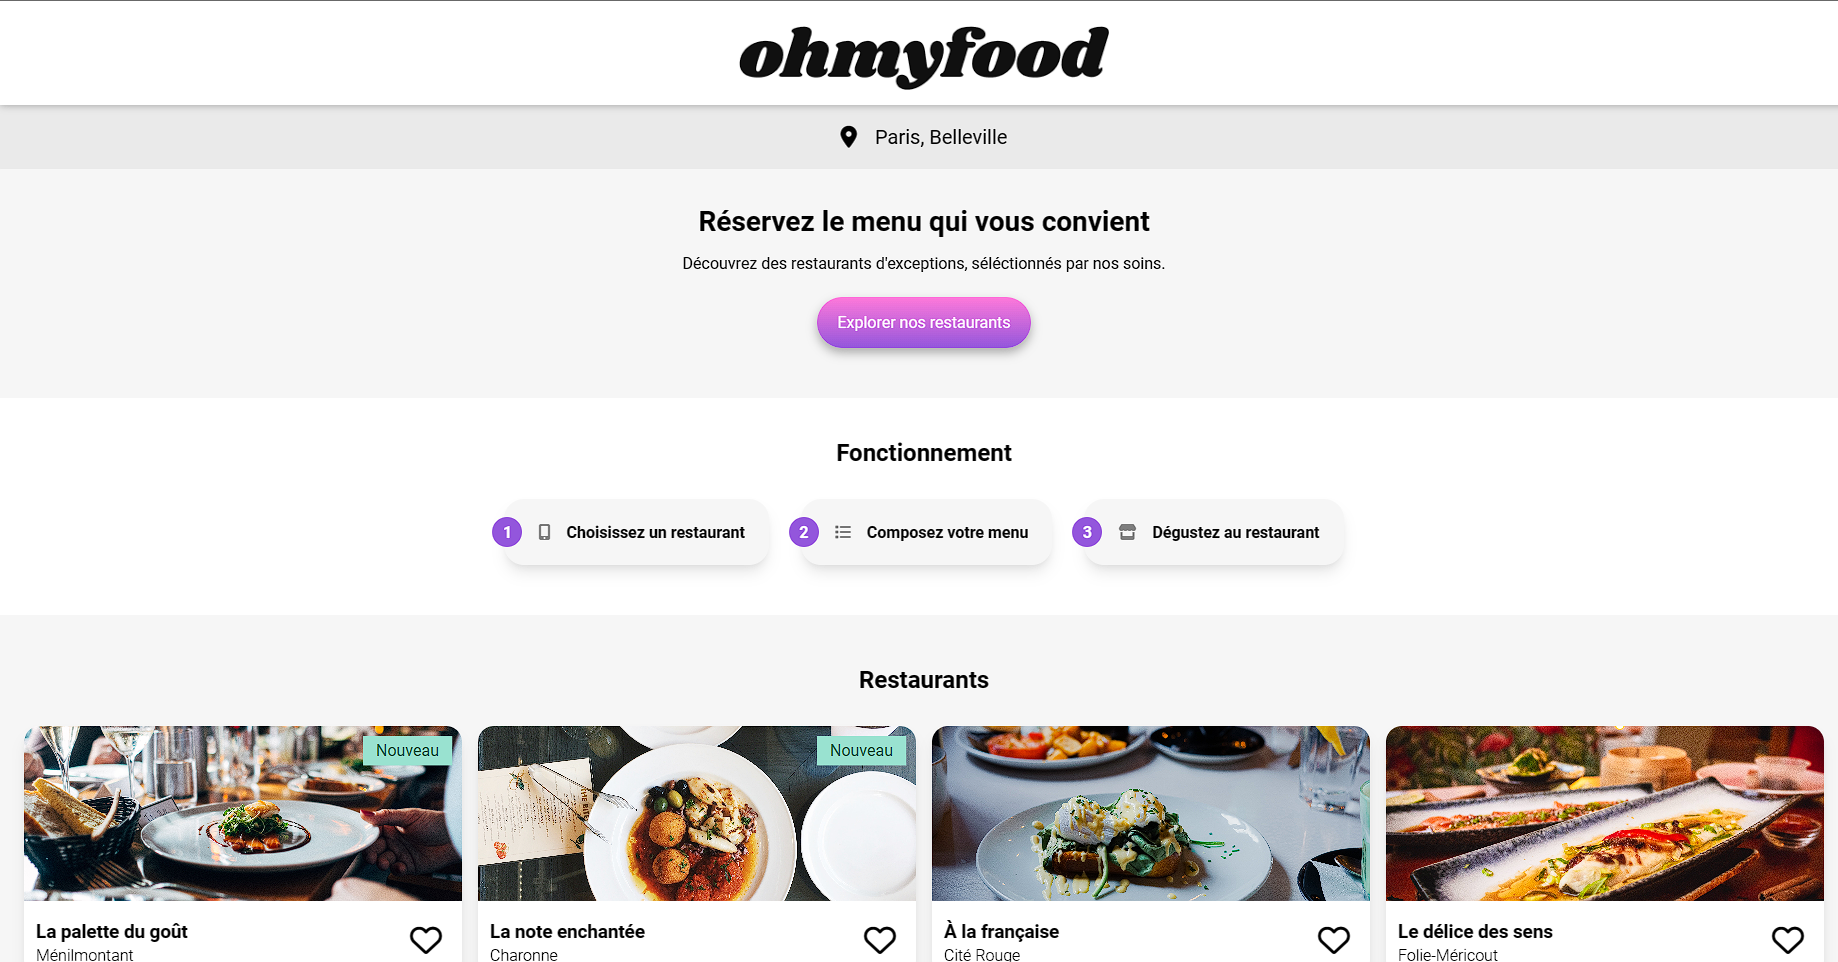 ohmyfood
Paris, Belleville
Réservez le menu qui vous convient
Découvrez des restaurants d'exceptions, séléctionnés par nos soins.
Explorer nos restaurants
Fonctionnement
1 Choisissez un restaurant
2 Composez votre menu
3 Dégustez au restaurant
Restaurants
Nouveau
Nouveau
La palette du goût
Ménilmontant
La note enchantée
Charonne
À la française
Cité Rouge
Le délice des sens
Folie-Méricourt